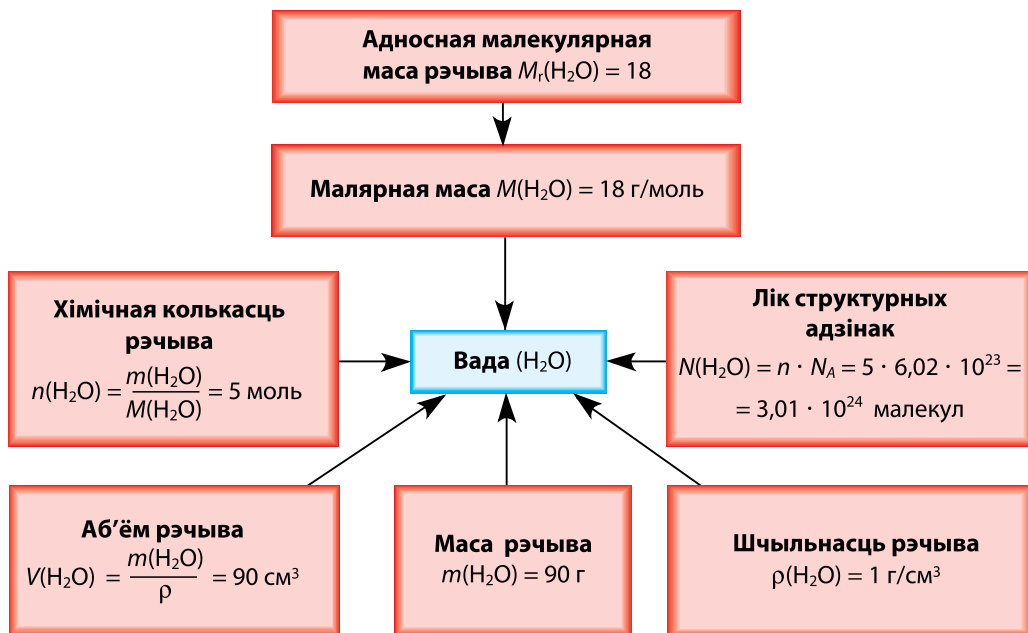 Адносная малекулярная
маса рэчыва Mr(H₂O) = 18
Малярная маса M(H₂O) = 18 г/моль
Хімічная колькасць
рэчыва
n(H₂O) = m(H₂O)/M(H₂O) = 5 моль
Вада (H₂O)
Лік структурных
адзінак
N(H₂O) = n · N_A = 5 · 6,02 · 10²³ =
= 3,01 · 10²⁴ малекул
Аб’ём рэчыва
V(H₂O) = m(H₂O)/ρ = 90 см³
Маса рэчыва
m(H₂O) = 90 г
Шчыльнасць рэчыва
ρ(H₂O) = 1 г/см³